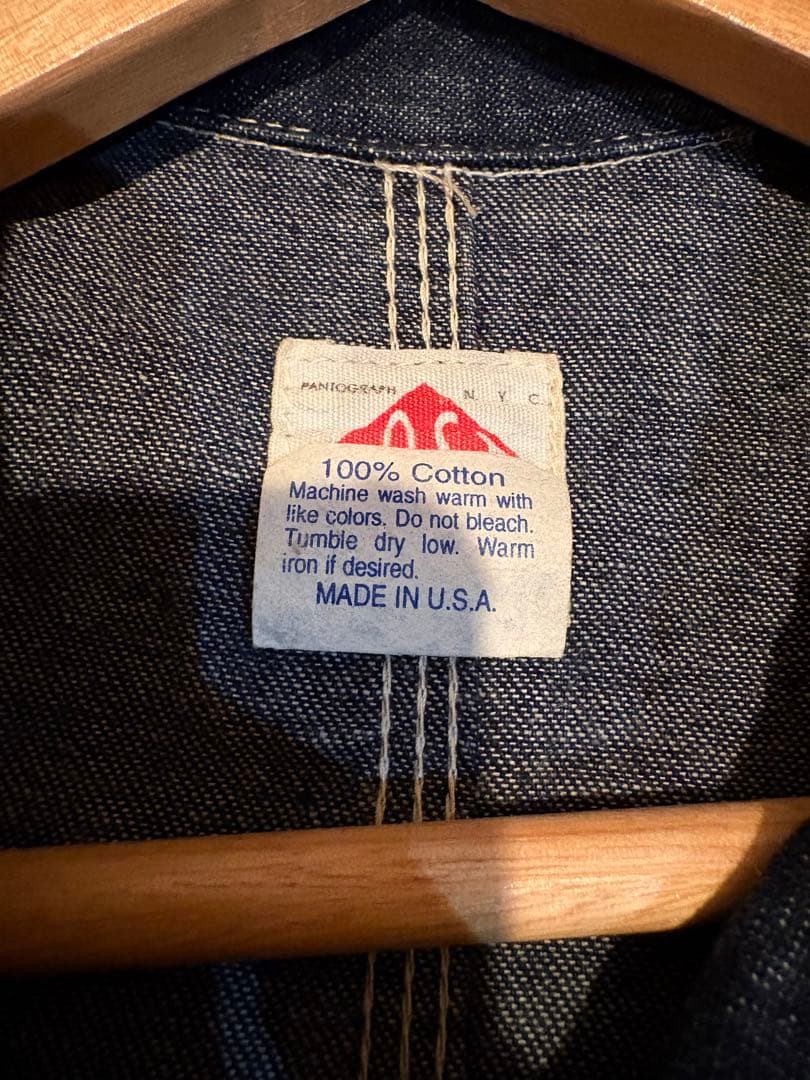 PANTOGRAPH N Y C
100% Cotton
Machine wash warm with
like colors. Do not bleach.
Tumble dry low. Warm
iron if desired.
MADE IN U.S.A.